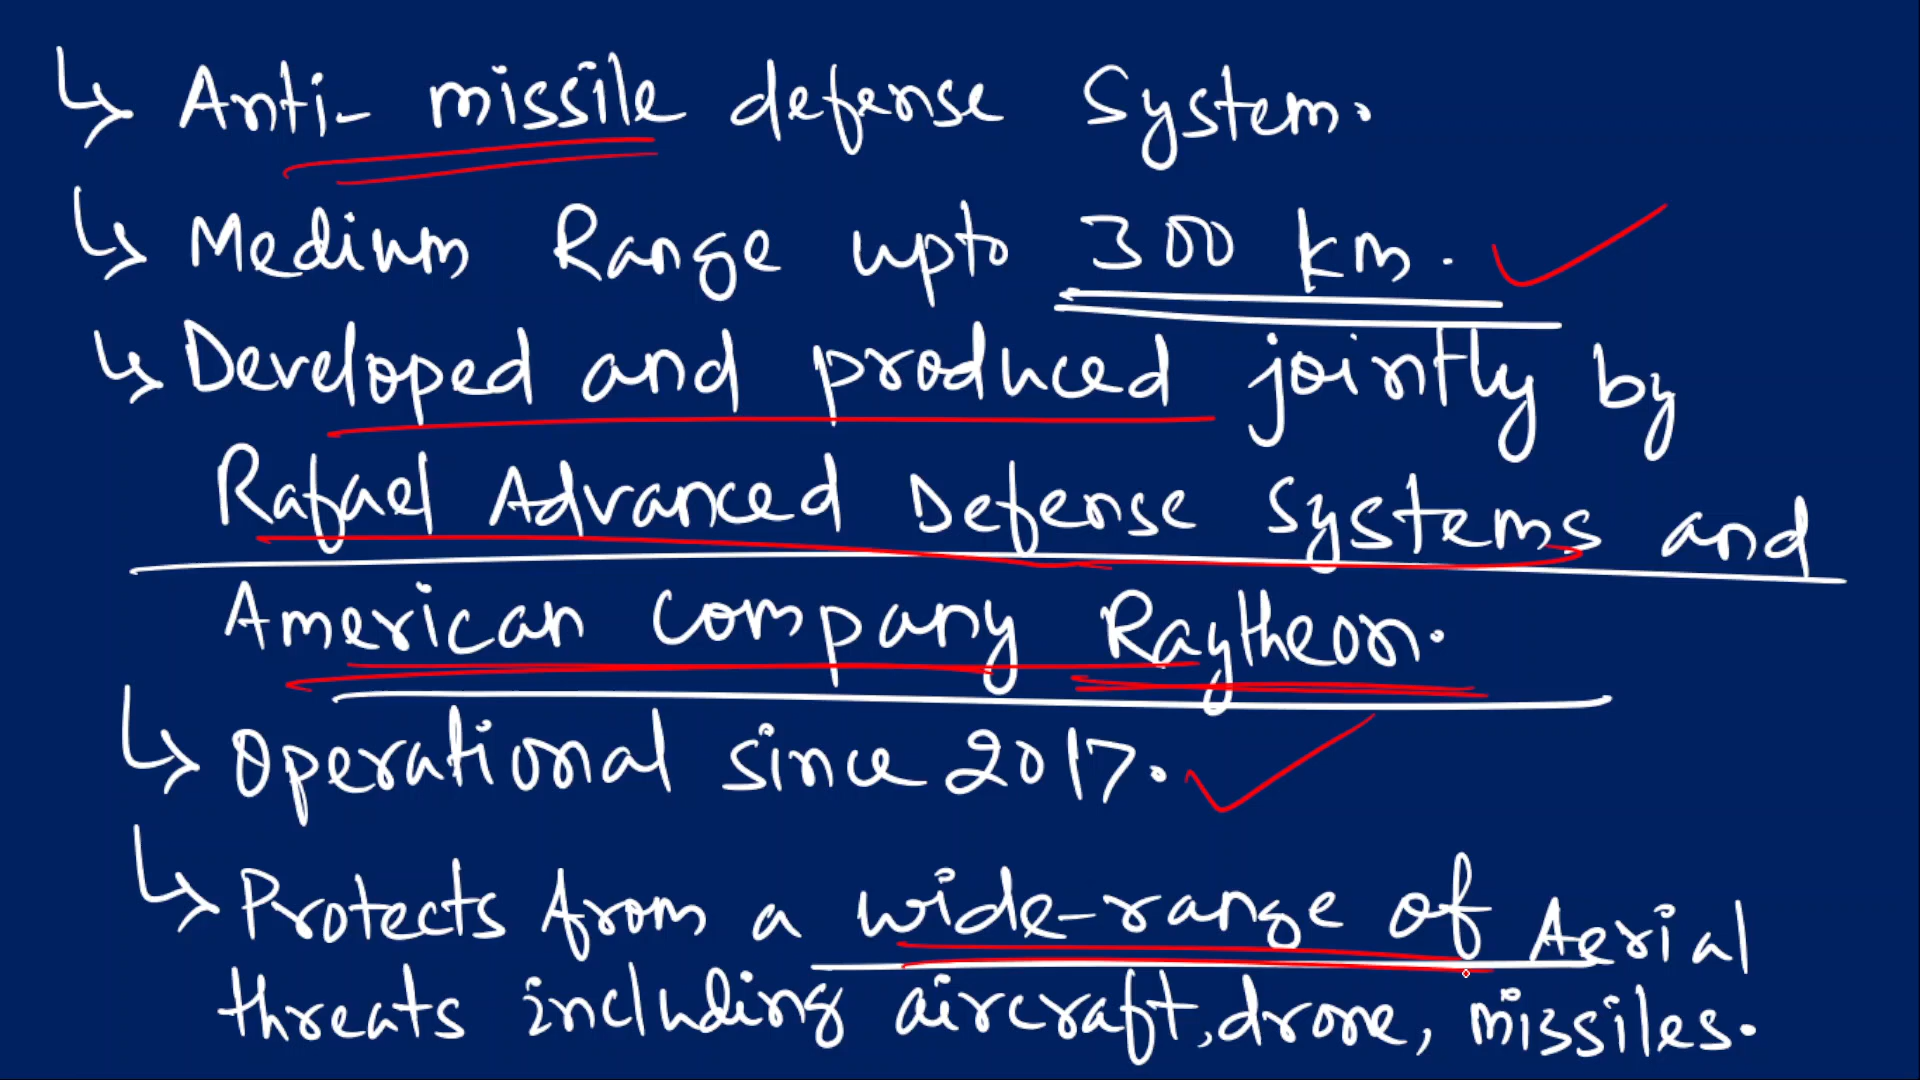 ↳ Anti-missile defense System.
↳ Medium Range upto 300 km.
↳ Developed and produced jointly by
Rafael Advanced Defense Systems and
American Company Raytheon.
↳ Operational since 2017.
↳ Protects from a wide-range of Aerial
threats including aircraft, drone, missiles.